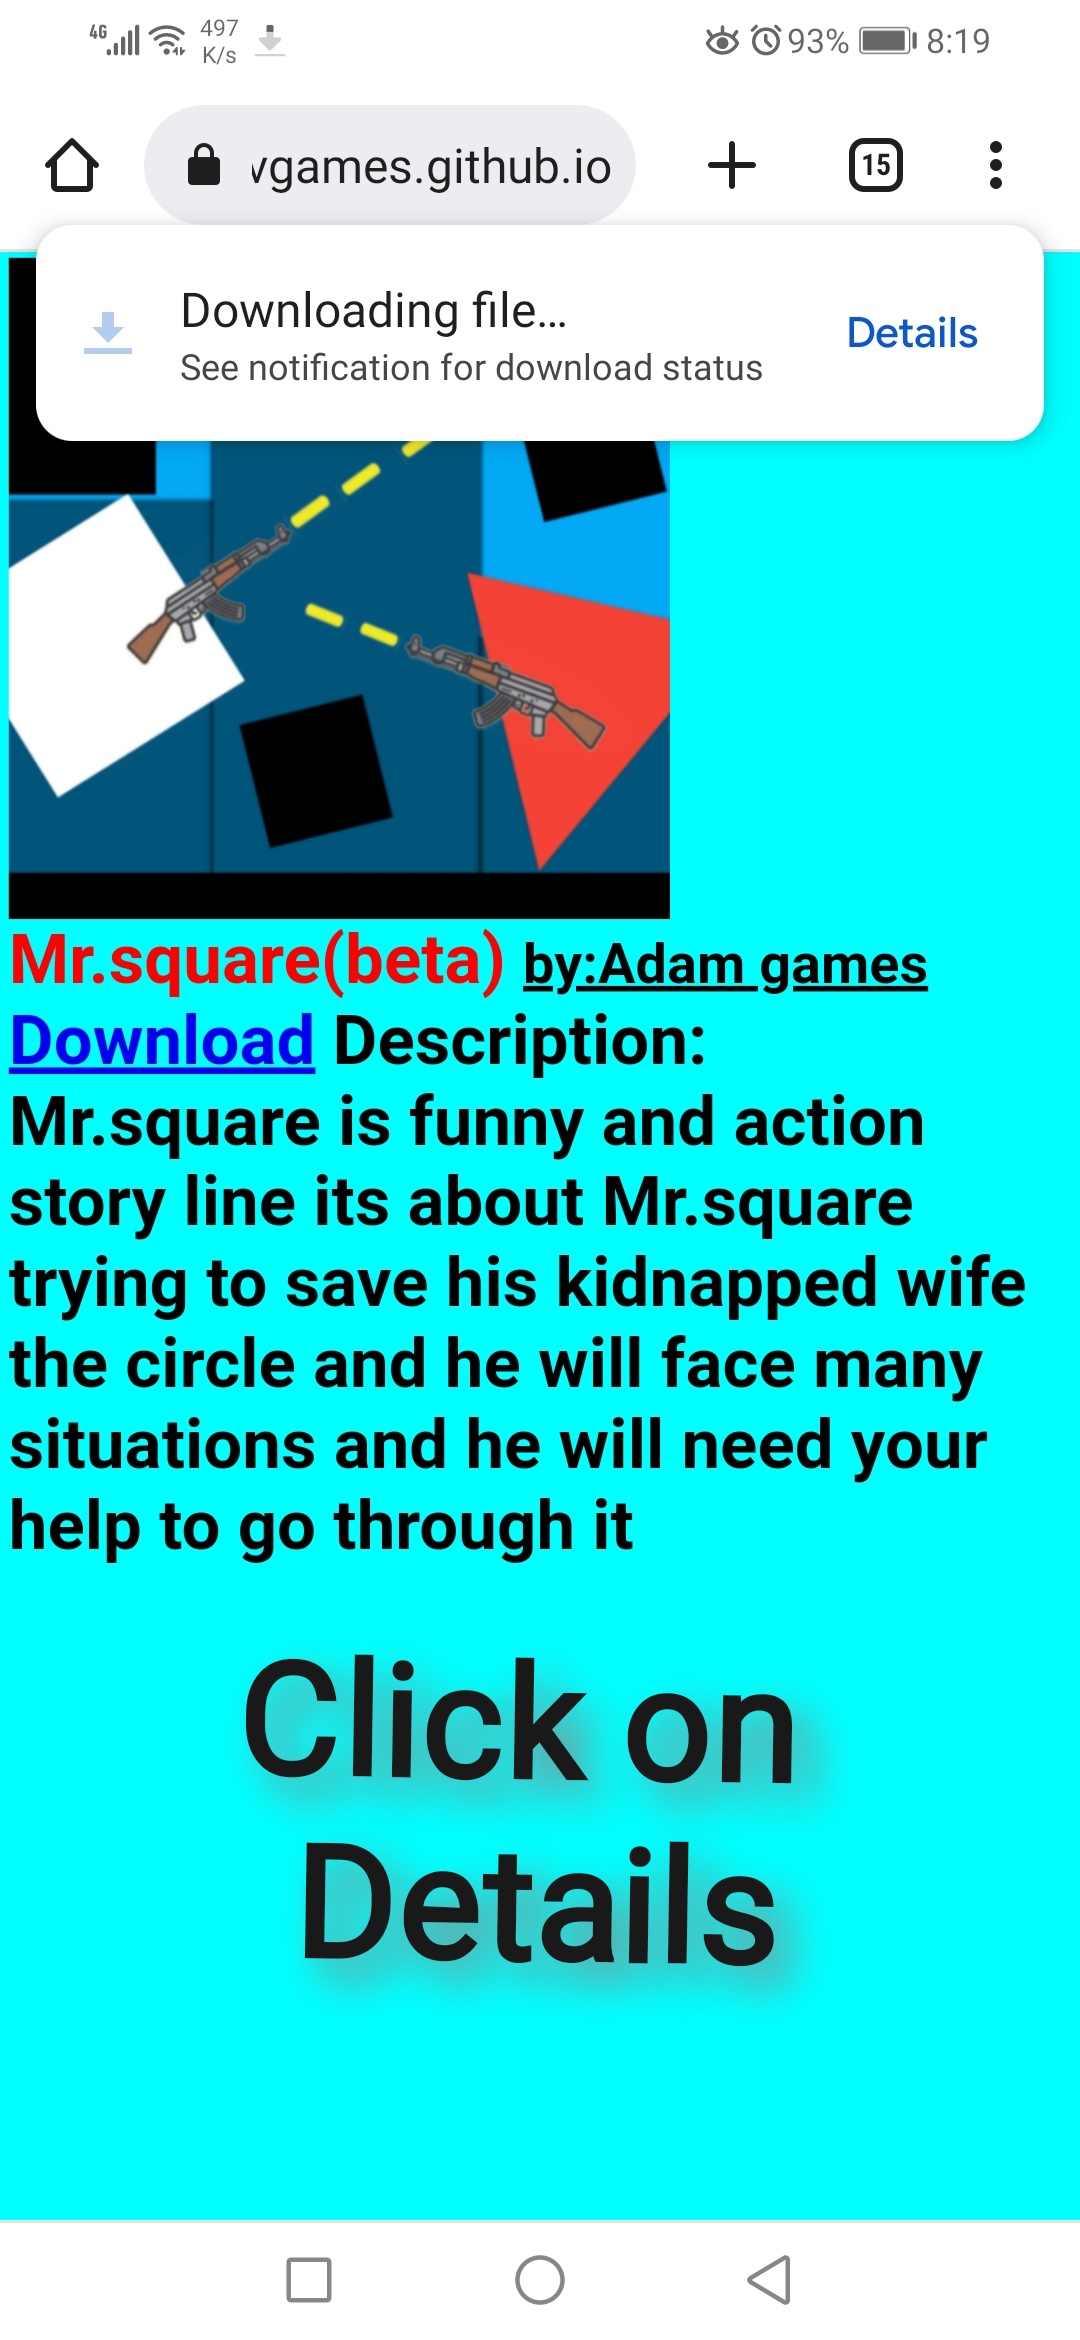 4G 497 K/s 93% 8:19
vgames.github.io 15
Downloading file...
See notification for download status
Details
Mr.square(beta) by:Adam games
Download Description:
Mr.square is funny and action
story line its about Mr.square
trying to save his kidnapped wife
the circle and he will face many
situations and he will need your
help to go through it
Click on
Details